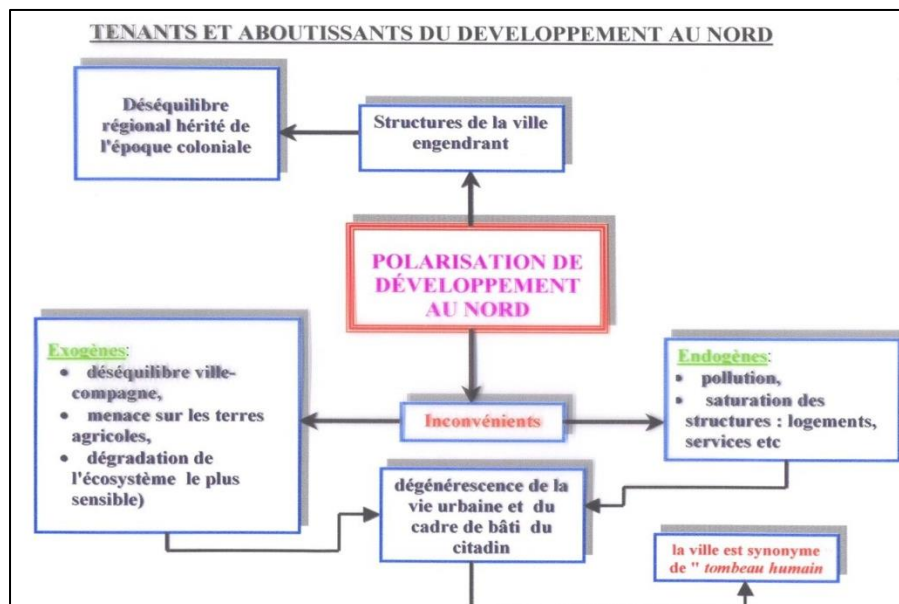 TENANTS ET ABOUTISSANTS DU DEVELOPPEMENT AU NORD
Déséquilibre
régional hérité de
l'époque coloniale
Structures de la ville
engendrant
POLARISATION DE
DÉVELOPPEMENT
AU NORD
Exogènes:
• déséquilibre ville-
compagne,
• menace sur les terres
agricoles,
• dégradation de
l'écosystème le plus
sensible)
Inconvénients
Endogènes:
• pollution,
• saturation des
structures : logements,
services etc
dégénérescence de la
vie urbaine et du
cadre de bâti du
citadin
la ville est synonyme
de " tombeau humain